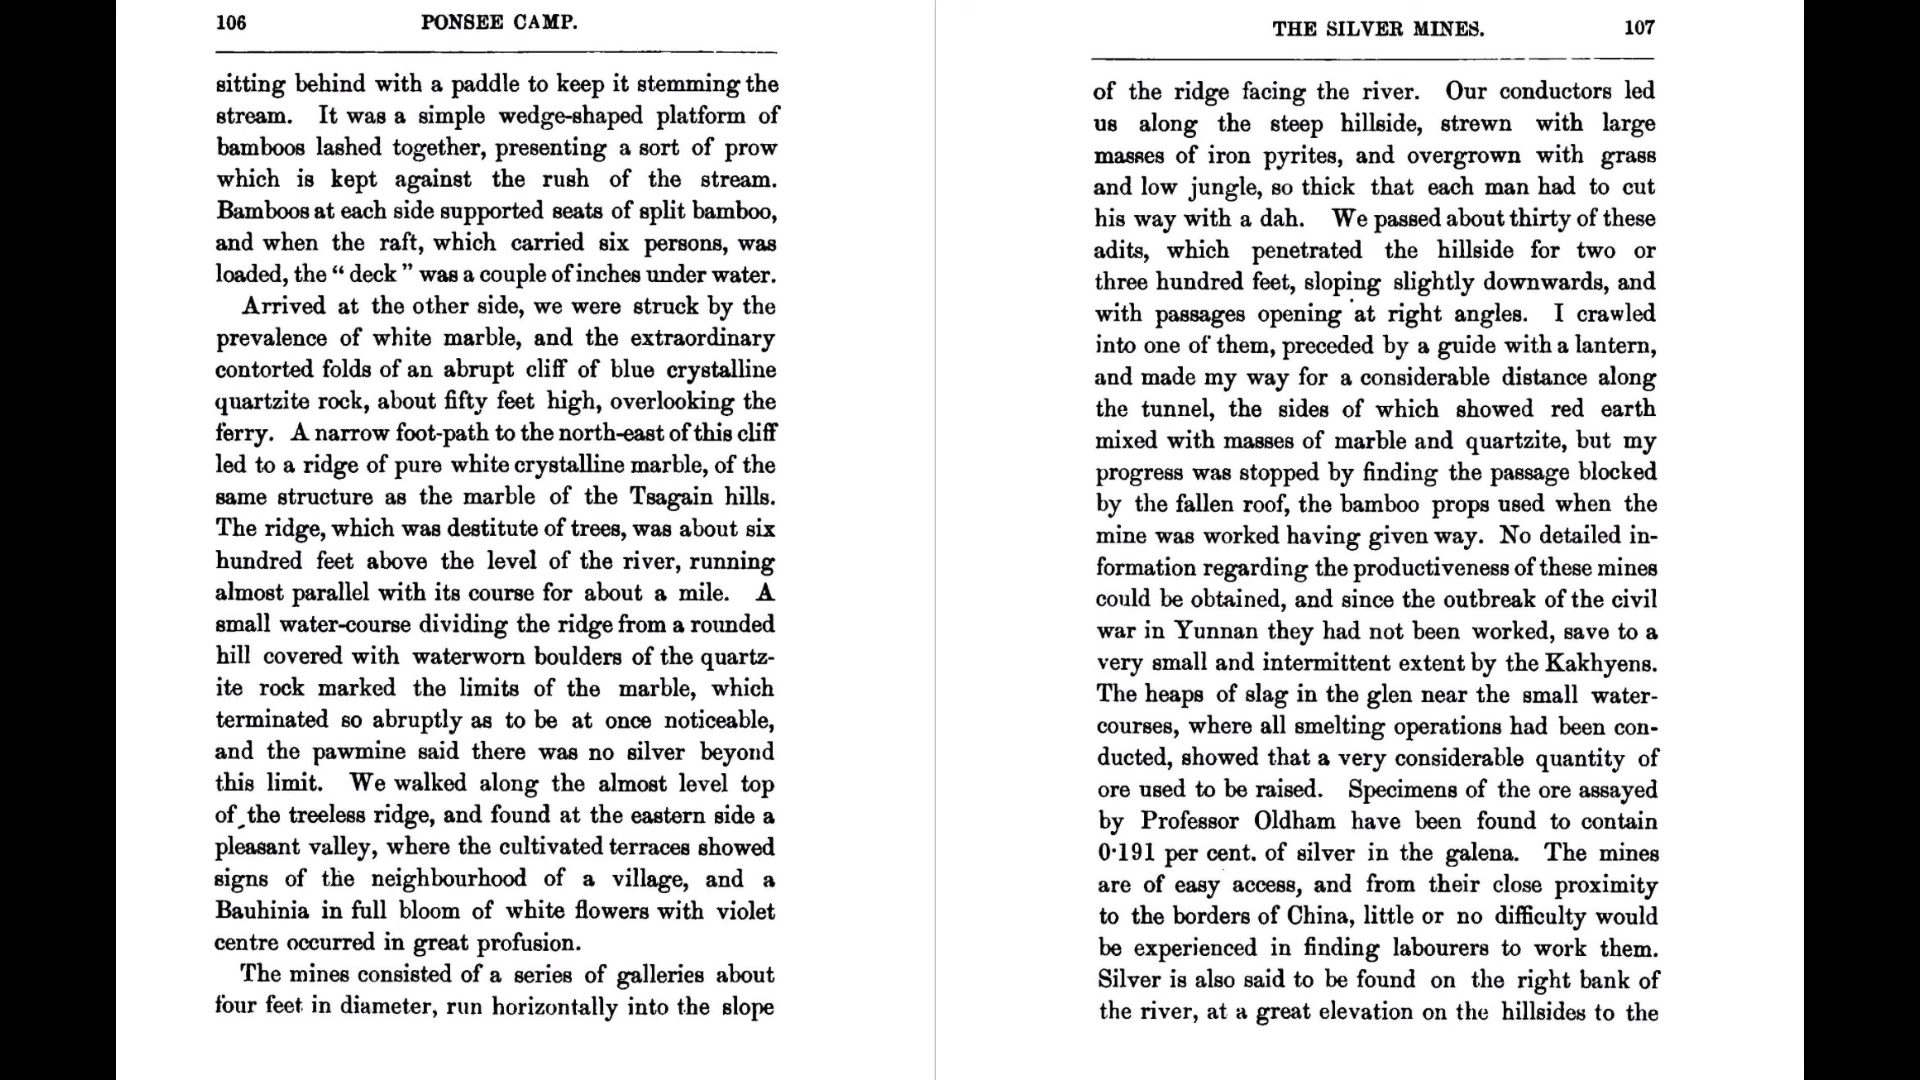 106 PONSEE CAMP.
sitting behind with a paddle to keep it stemming the
stream. It was a simple wedge-shaped platform of
bamboos lashed together, presenting a sort of prow
which is kept against the rush of the stream.
Bamboos at each side supported seats of split bamboo,
and when the raft, which carried six persons, was
loaded, the “ deck ” was a couple of inches under water.
Arrived at the other side, we were struck by the
prevalence of white marble, and the extraordinary
contorted folds of an abrupt cliff of blue crystalline
quartzite rock, about fifty feet high, overlooking the
ferry. A narrow foot-path to the north-east of this cliff
led to a ridge of pure white crystalline marble, of the
same structure as the marble of the Tsagain hills.
The ridge, which was destitute of trees, was about six
hundred feet above the level of the river, running
almost parallel with its course for about a mile. A
small water-course dividing the ridge from a rounded
hill covered with waterworn boulders of the quartz-
ite rock marked the limits of the marble, which
terminated so abruptly as to be at once noticeable,
and the pawmine said there was no silver beyond
this limit. We walked along the almost level top
of the treeless ridge, and found at the eastern side a
pleasant valley, where the cultivated terraces showed
signs of the neighbourhood of a village, and a
Bauhinia in full bloom of white flowers with violet
centre occurred in great profusion.
The mines consisted of a series of galleries about
four feet in diameter, run horizontally into the slope
THE SILVER MINES. 107
of the ridge facing the river. Our conductors led
us along the steep hillside, strewn with large
masses of iron pyrites, and overgrown with grass
and low jungle, so thick that each man had to cut
his way with a dah. We passed about thirty of these
adits, which penetrated the hillside for two or
three hundred feet, sloping slightly downwards, and
with passages opening at right angles. I crawled
into one of them, preceded by a guide with a lantern,
and made my way for a considerable distance along
the tunnel, the sides of which showed red earth
mixed with masses of marble and quartzite, but my
progress was stopped by finding the passage blocked
by the fallen roof, the bamboo props used when the
mine was worked having given way. No detailed in-
formation regarding the productiveness of these mines
could be obtained, and since the outbreak of the civil
war in Yunnan they had not been worked, save to a
very small and intermittent extent by the Kakhyens.
The heaps of slag in the glen near the small water-
courses, where all smelting operations had been con-
ducted, showed that a very considerable quantity of
ore used to be raised. Specimens of the ore assayed
by Professor Oldham have been found to contain
0·191 per cent. of silver in the galena. The mines
are of easy access, and from their close proximity
to the borders of China, little or no difficulty would
be experienced in finding labourers to work them.
Silver is also said to be found on the right bank of
the river, at a great elevation on the hillsides to the